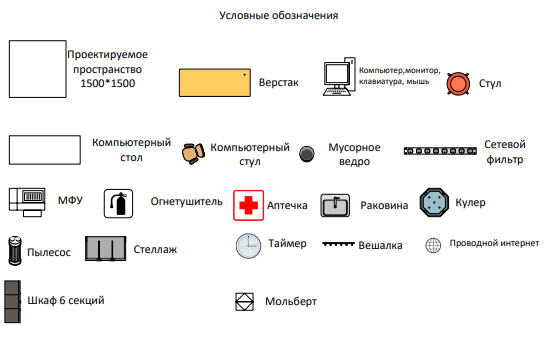 Условные обозначения
Проектируемое
пространство
1500*1500
Верстак
Компьютер,монитор,
клавиатура, мышь
Стул
Компьютерный
стол
Компьютерный
стул
Мусорное
ведро
Сетевой
фильтр
МФУ
Огнетушитель
Аптечка
Раковина
Кулер
Пылесос
Стеллаж
Таймер
Вешалка
Проводной интернет
Шкаф 6 секций
Мольберт